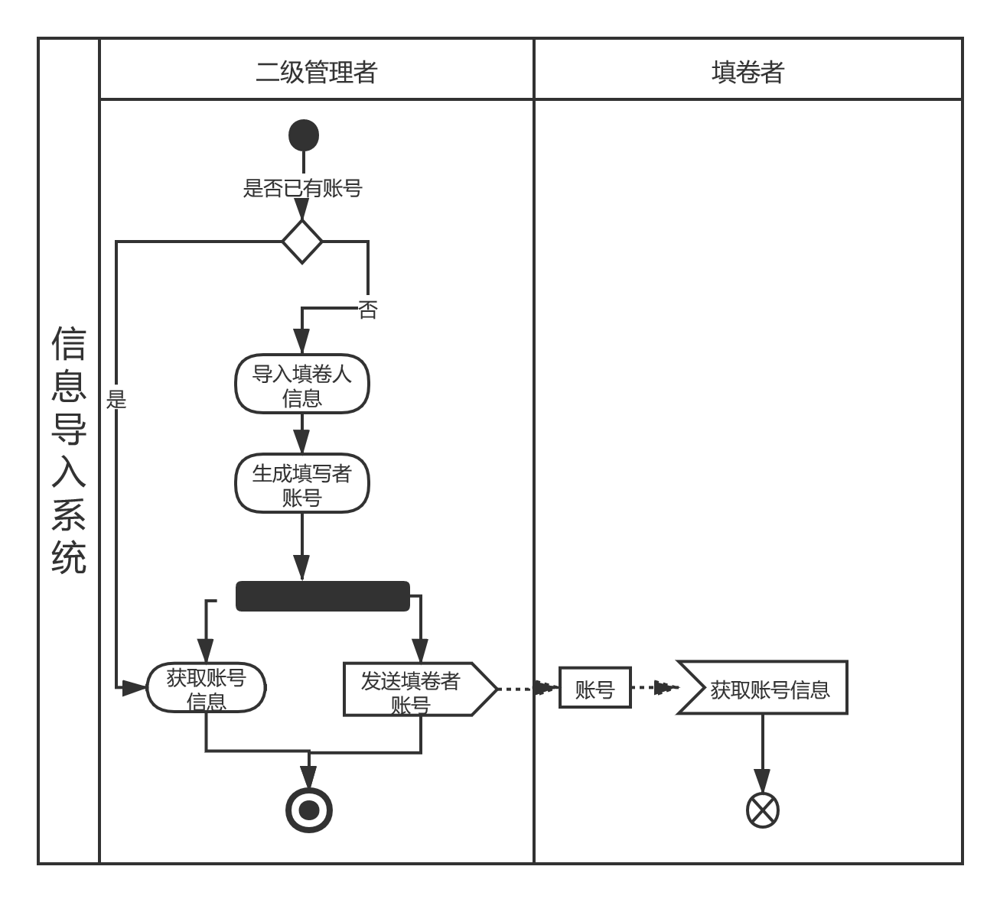 信息导入系统
二级管理者
填卷者
是否已有账号
否
是
导入填卷人
信息
生成填写者
账号
获取账号
信息
发送填卷者
账号
账号
获取账号信息